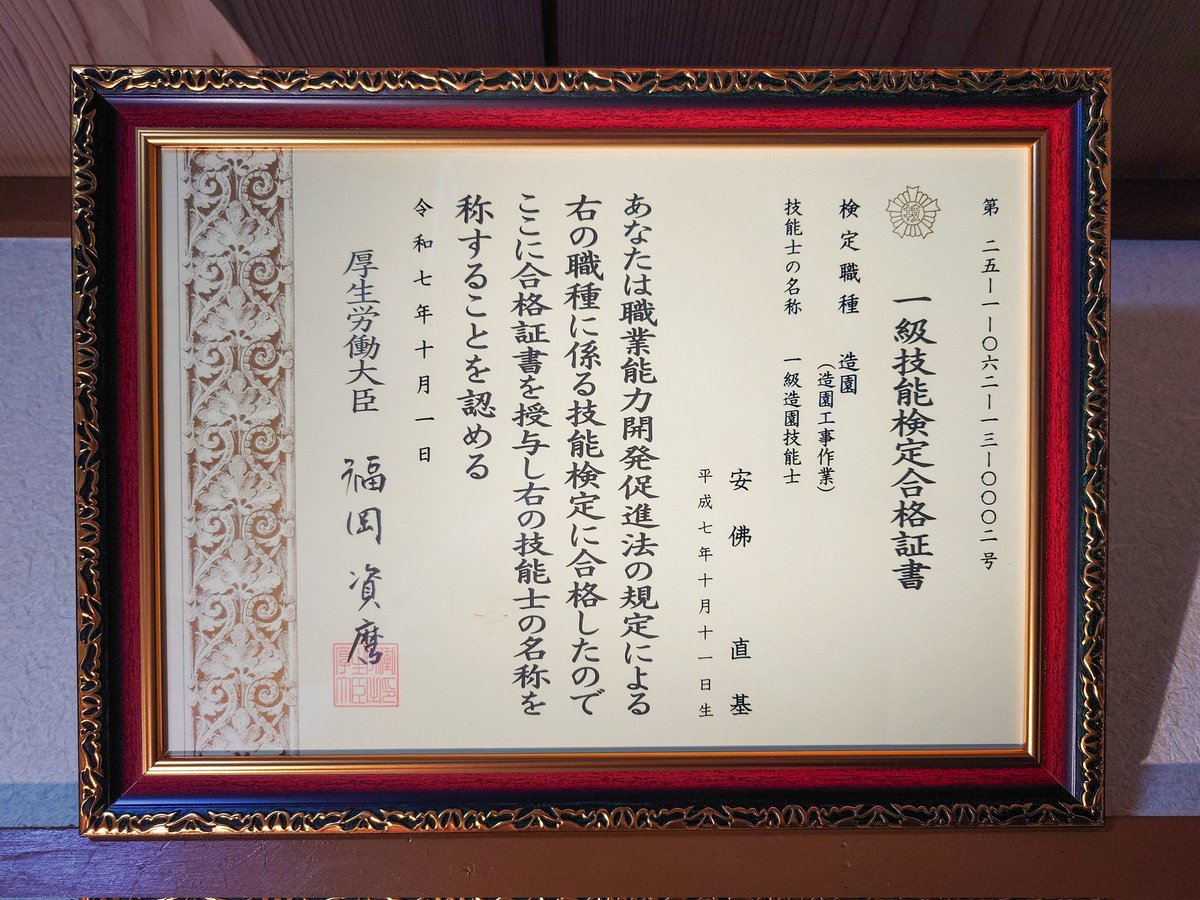 第二五－一－〇六二－一三－〇〇〇二号
一級技能検定合格証書
検定職種 造園
(造園工事作業)
技能士の名称 一級造園技能士
安佛 直基
平成七年十月十一日生
あなたは職業能力開発促進法の規定による
右の職種に係る技能検定に合格したので
ここに合格証書を授与し右の技能士の名称を
称することを認める
令和七年十月一日
厚生労働大臣 福岡資麿